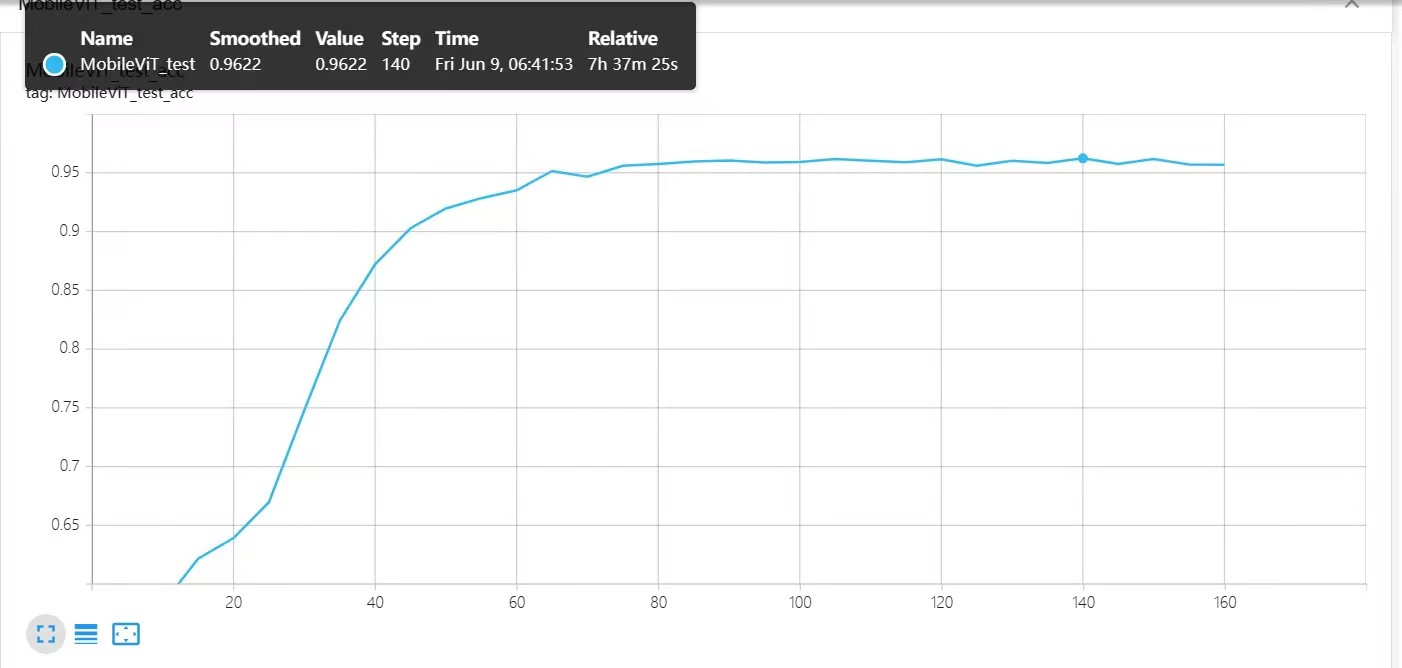 MobileViT_test_acc
Name Smoothed Value Step Time Relative
MobileViT_test 0.9622 0.9622 140 Fri Jun 9, 06:41:53 7h 37m 25s
MobileViT_test_acc
tag: MobileViT_test_acc
0.95
0.9
0.85
0.8
0.75
0.7
0.65
20 40 60 80 100 120 140 160